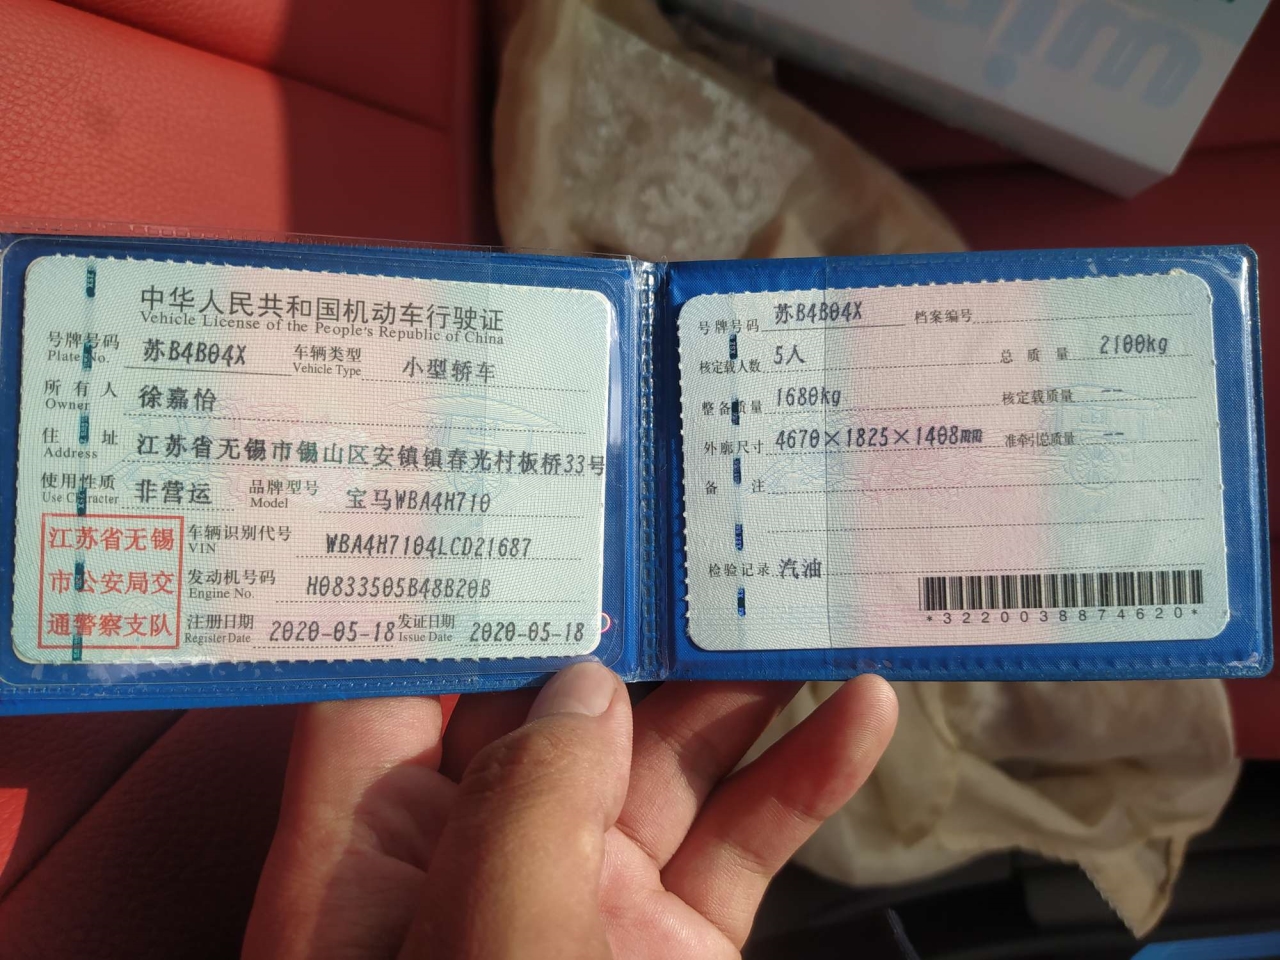 中华人民共和国机动车行驶证
Vehicle License of the People's Republic of China
号牌号码 苏B4B04X 车辆类型 小型轿车
Plate No. Vehicle Type
所有人 徐嘉怡
Owner
住址 江苏省无锡市锡山区安镇镇春光村板桥33号
Address
使用性质 非营运 品牌型号 宝马WBA4H710
Use Character Model
江苏省无锡
市公安局交
通警察支队
车辆识别代号 WBA4H7104LCD21687
VIN
发动机号码 H0833505B48B20B
Engine No.
注册日期 2020-05-18 发证日期 2020-05-18
Register Date Issue Date
号牌号码 苏B4B04X 档案编号
核定载人数 5人 总质量 2100kg
整备质量 1680kg 核定载质量 --
外廓尺寸 4670×1825×1408mm 准牵引总质量 --
备注
检验记录 汽油
*3220038874620*